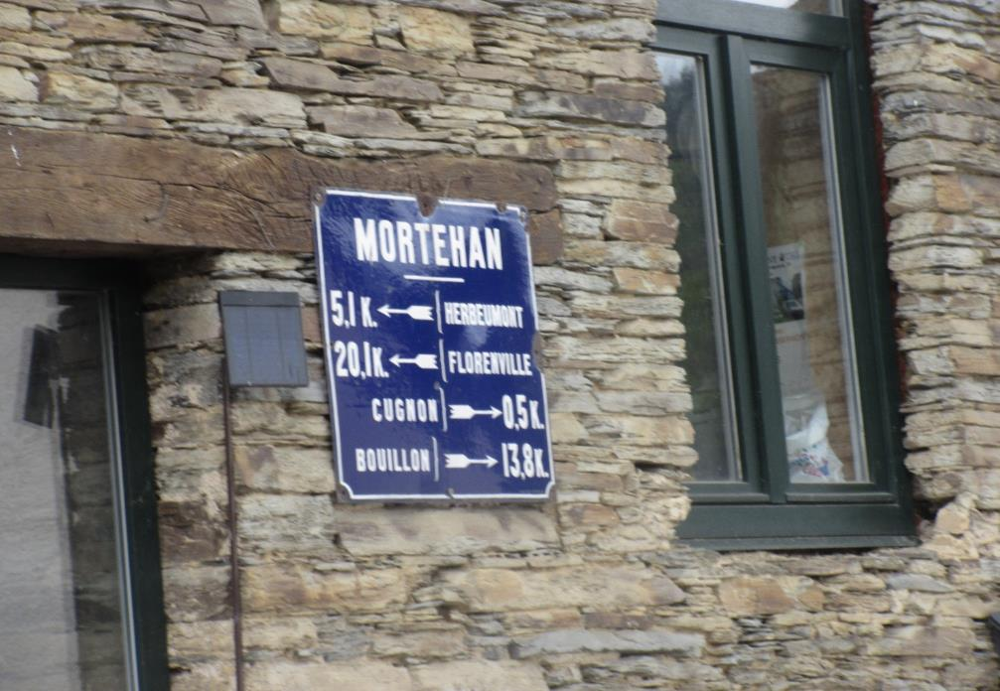 MORTEHAN
5,1 K. HERBEUMONT
20,1 K. FLORENVILLE
CUGNON 0,5 K.
BOUILLON 13,8 K.